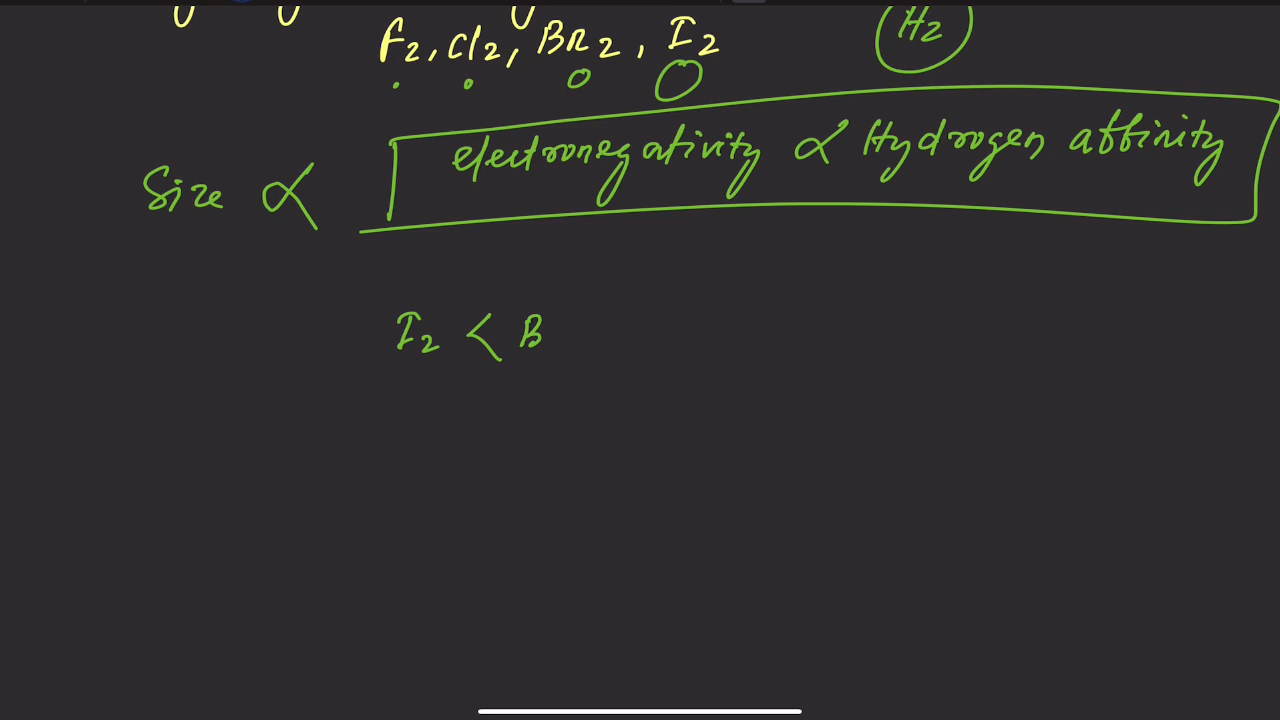 F2, Cl2, Br2, I2 H2
Size ∝ electronegativity ∝ Hydrogen affinity
I2 < B